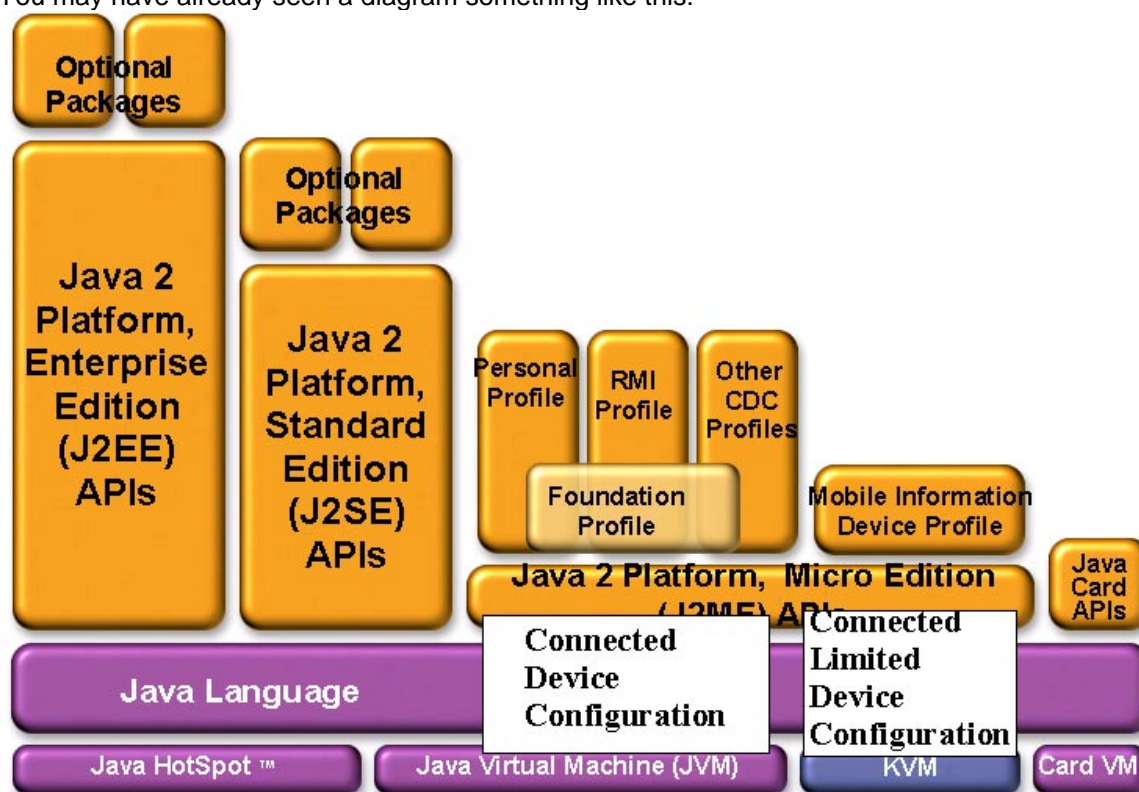 You may have already seen a diagram something like this:
Optional
Packages
Optional
Packages
Java 2
Platform,
Enterprise
Edition
(J2EE)
APIs
Java 2
Platform,
Standard
Edition
(J2SE)
APIs
Personal
Profile
RMI
Profile
Other
CDC
Profiles
Foundation
Profile
Mobile Information
Device Profile
Java 2 Platform, Micro Edition
(J2ME) APIs
Java
Card
APIs
Connected
Device
Configuration
Connected
Limited
Device
Configuration
Java Language
Java HotSpot ™
Java Virtual Machine (JVM)
KVM
Card VM